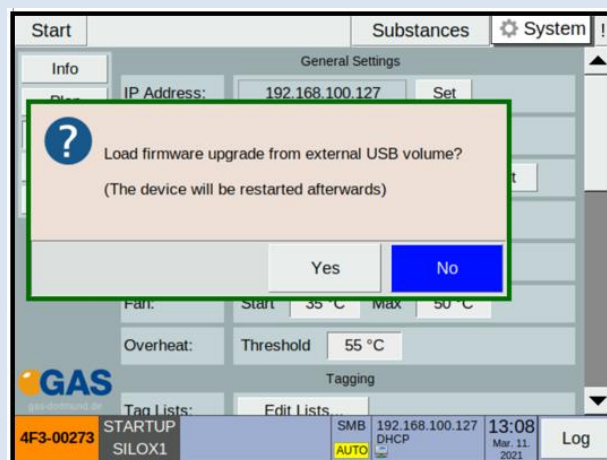 Start
Substances
System
!
Info
General Settings
IP Address:
192.168.100.127
Set
?
Load firmware upgrade from external USB volume?
(The device will be restarted afterwards)
Yes
No
Fan:
Start
35 °C
Max
50 °C
Overheat:
Threshold
55 °C
GAS
gas-dortmund.de
Tagging
Tag Lists:
Edit Lists...
4F3-00273
STARTUP
SILOX1
SMB
AUTO
192.168.100.127
DHCP
13:08
Mar. 11.
2021
Log